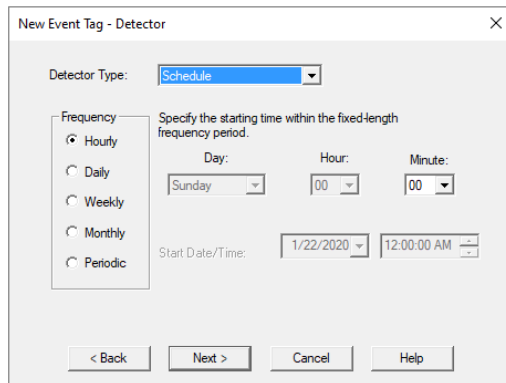 New Event Tag - Detector
Detector Type: Schedule
Frequency
Hourly
Daily
Weekly
Monthly
Periodic
Specify the starting time within the fixed-length
frequency period.
Day: Hour: Minute:
Sunday 00 00
Start Date/Time: 1/22/2020 12:00:00 AM
< Back Next > Cancel Help